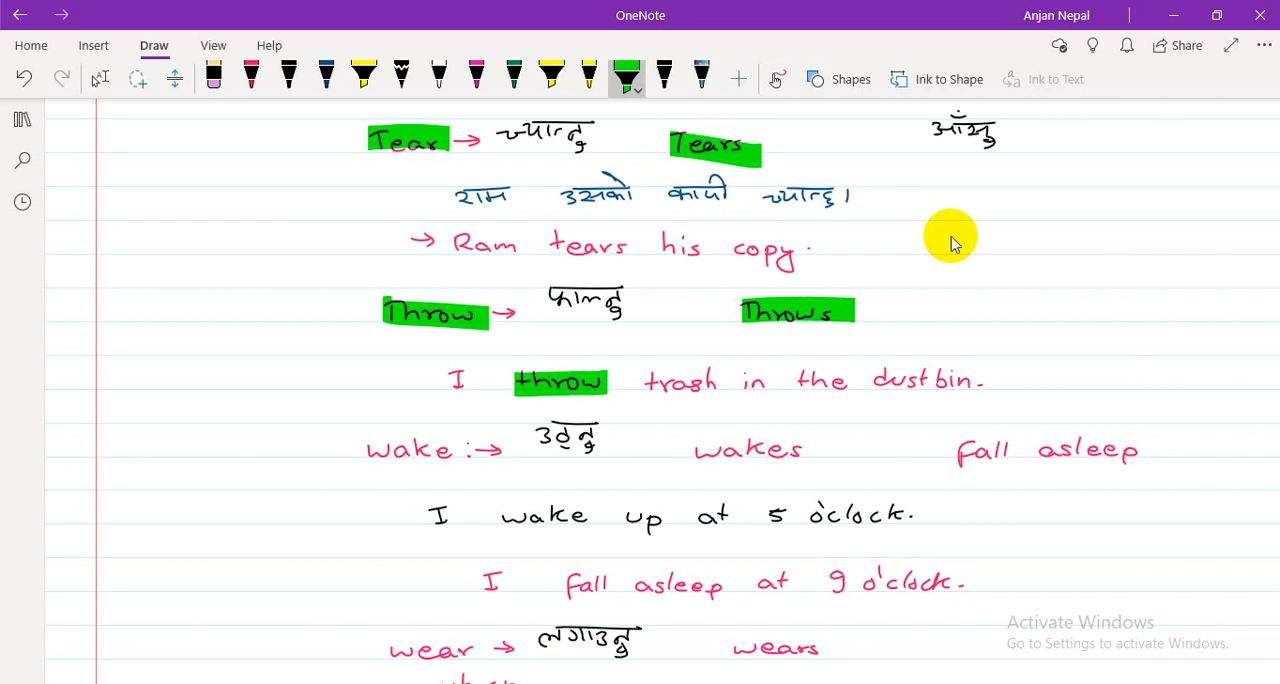 OneNote
Anjan Nepal
Home Insert Draw View Help
Share
Shapes Ink to Shape Ink to Text
Tear → च्यात्नु Tears आँसु
राम उसको कापी च्यात्छ।
→ Ram tears his copy.
Throw → फाल्नु Throws
I throw trash in the dustbin.
wake :→ उठ्नु wakes fall asleep
I wake up at 5 o'clock.
I fall asleep at 9 o'clock.
wear → लगाउनु wears
Activate Windows
Go to Settings to activate Windows.